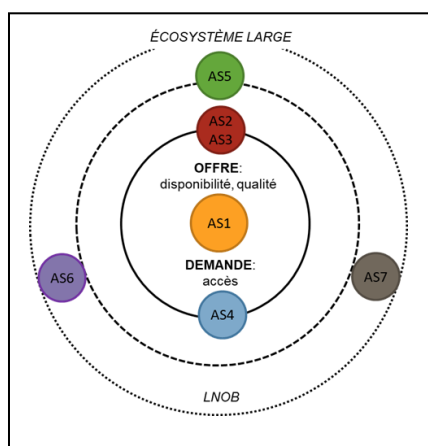 ÉCOSYSTÈME LARGE
AS5
AS2
AS3
OFFRE:
disponibilité, qualité
AS1
DEMANDE:
accès
AS6
AS7
AS4
LNOB